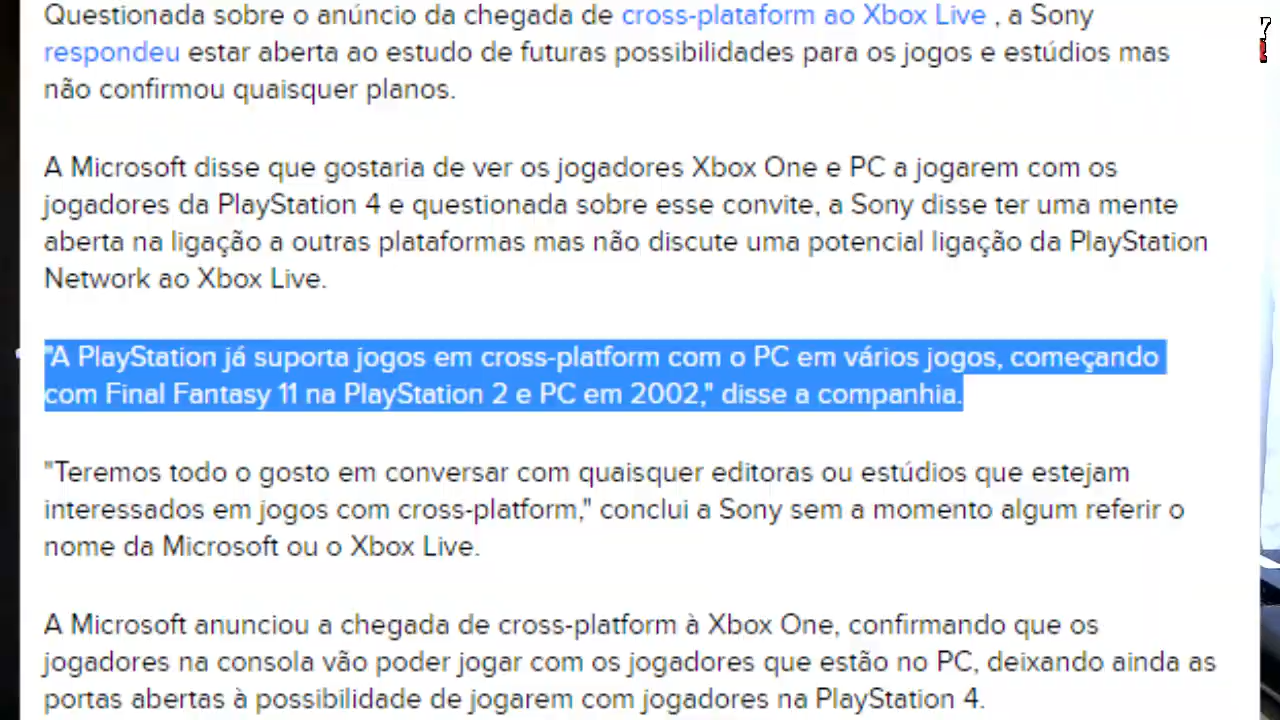 Questionada sobre o anúncio da chegada de cross-plataform ao Xbox Live , a Sony
respondeu estar aberta ao estudo de futuras possibilidades para os jogos e estúdios mas
não confirmou quaisquer planos.
A Microsoft disse que gostaria de ver os jogadores Xbox One e PC a jogarem com os
jogadores da PlayStation 4 e questionada sobre esse convite, a Sony disse ter uma mente
aberta na ligação a outras plataformas mas não discute uma potencial ligação da PlayStation
Network ao Xbox Live.
"A PlayStation já suporta jogos em cross-platform com o PC em vários jogos, começando
com Final Fantasy 11 na PlayStation 2 e PC em 2002," disse a companhia.
"Teremos todo o gosto em conversar com quaisquer editoras ou estúdios que estejam
interessados em jogos com cross-platform," conclui a Sony sem a momento algum referir o
nome da Microsoft ou o Xbox Live.
A Microsoft anunciou a chegada de cross-platform à Xbox One, confirmando que os
jogadores na consola vão poder jogar com os jogadores que estão no PC, deixando ainda as
portas abertas à possibilidade de jogarem com jogadores na PlayStation 4.